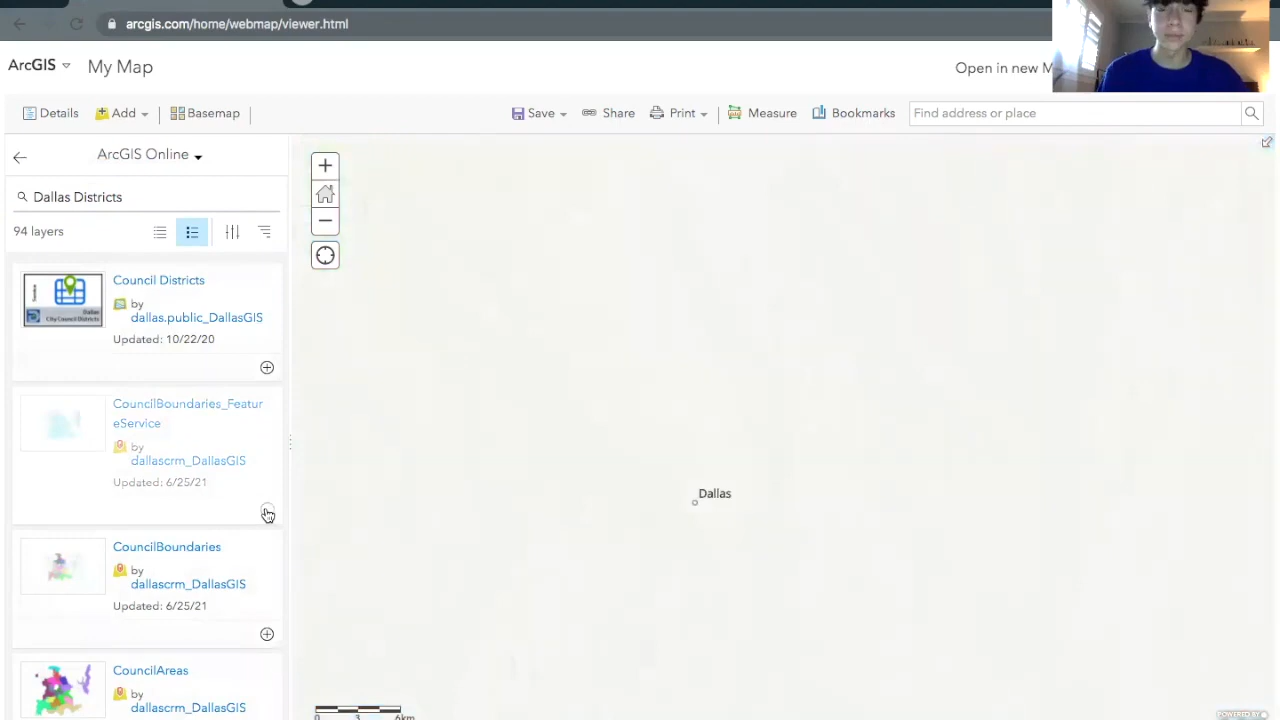 arcgis.com/home/webmap/viewer.html
ArcGIS
My Map
Open in new M
Details
Add
Basemap
Save
Share
Print
Measure
Bookmarks
Find address or place
ArcGIS Online
Dallas Districts
94 layers
Council Districts
by
dallas.public_DallasGIS
Updated: 10/22/20
CouncilBoundaries_Featur
eService
by
dallascrm_DallasGIS
Updated: 6/25/21
CouncilBoundaries
by
dallascrm_DallasGIS
Updated: 6/25/21
CouncilAreas
by
dallascrm_DallasGIS
Dallas
0 3 6km